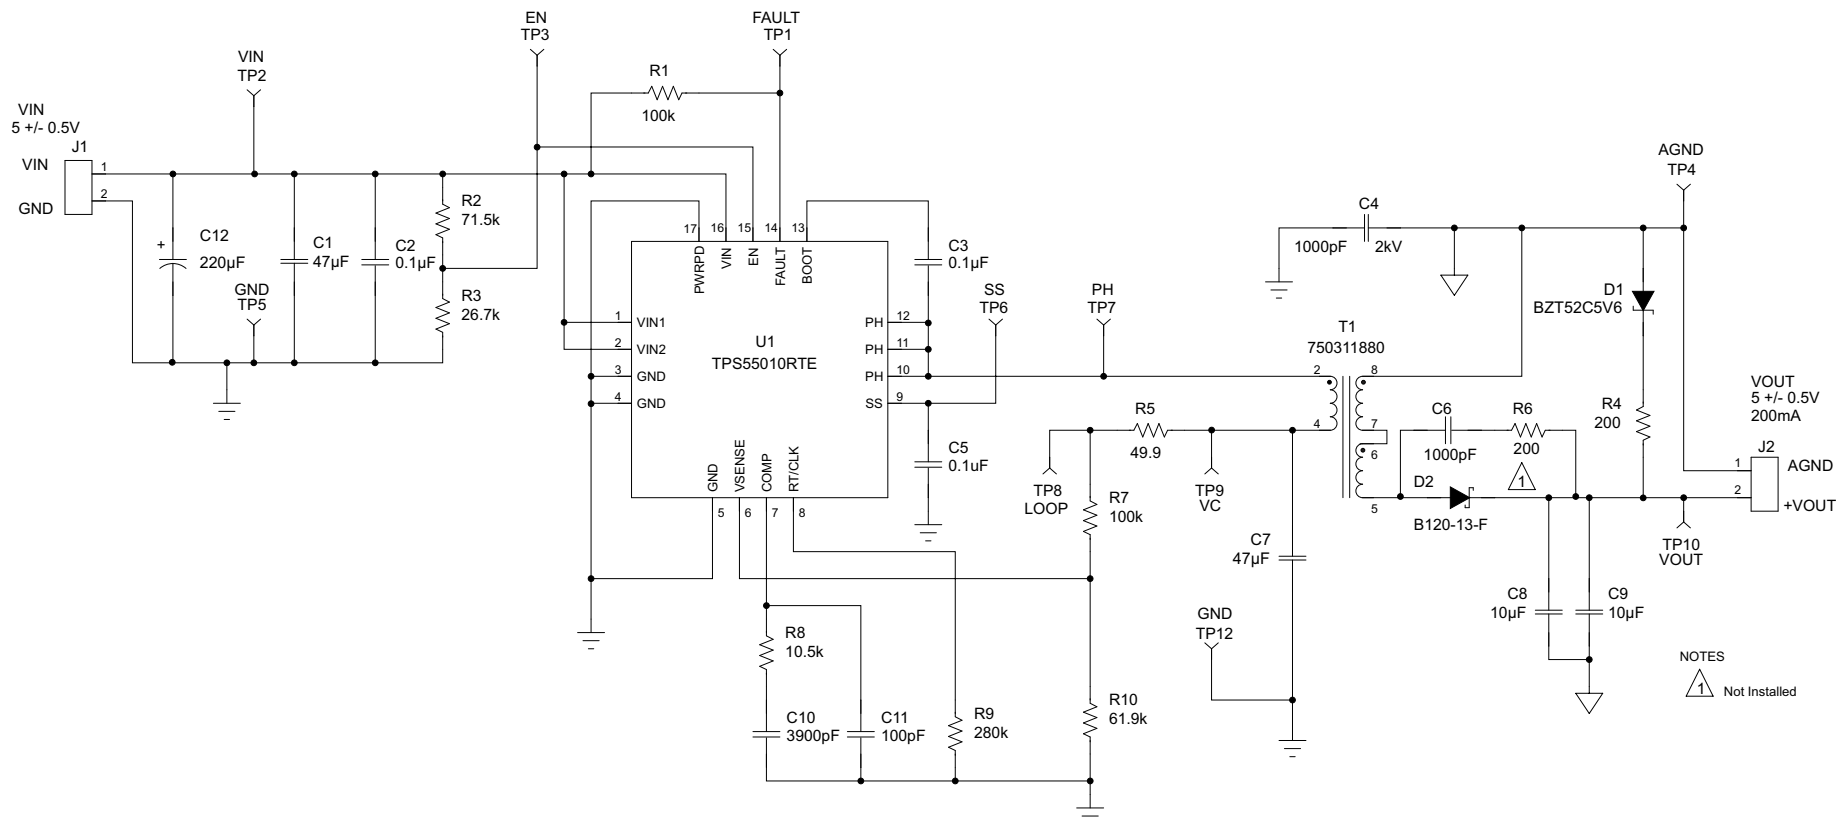 EN
TP3
FAULT
TP1
VIN
TP2
R1
100k
VIN
5 +/- 0.5V
J1
VIN
1
2
GND
+
C12
220µF
C1
47µF
C2
0.1µF
R2
71.5k
R3
26.7k
GND
TP5
17
16
15
14
13
PWRPD
VIN
EN
FAULT
BOOT
C3
0.1µF
1
VIN1
2
VIN2
3
GND
4
GND
U1
TPS55010RTE
PH
12
PH
11
PH
10
SS
9
GND
VSENSE
COMP
RT/CLK
5
6
7
8
SS
TP6
PH
TP7
C5
0.1uF
R5
49.9
TP8
LOOP
R7
100k
TP9
VC
C7
47µF
GND
TP12
R8
10.5k
C10
3900pF
C11
100pF
R9
280k
R10
61.9k
C4
1000pF
2kV
AGND
TP4
D1
BZT52C5V6
T1
750311880
2
8
4
7
6
5
C6
1000pF
R6
200
1
D2
B120-13-F
R4
200
VOUT
5 +/- 0.5V
200mA
J2
1
AGND
2
+VOUT
TP10
VOUT
C8
10µF
C9
10µF
NOTES
1
Not Installed